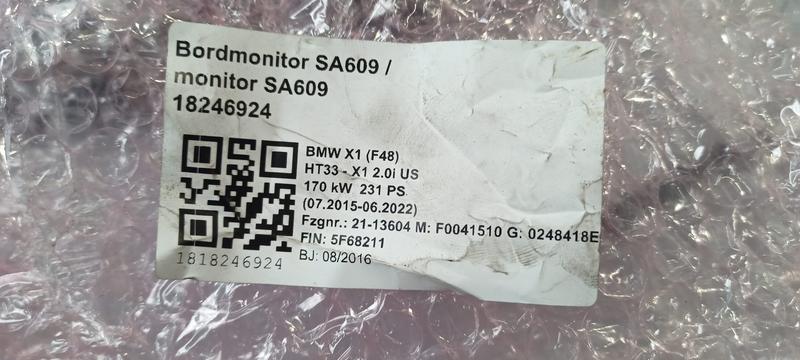 Bordmonitor SA609 /
monitor SA609
18246924
BMW X1 (F48)
HT33 - X1 2.0i US
170 kW 231 PS
(07.2015-06.2022)
Fzgnr.: 21-13604 M: F0041510 G: 0248418E
FIN: 5F68211
BJ: 08/2016
1818246924